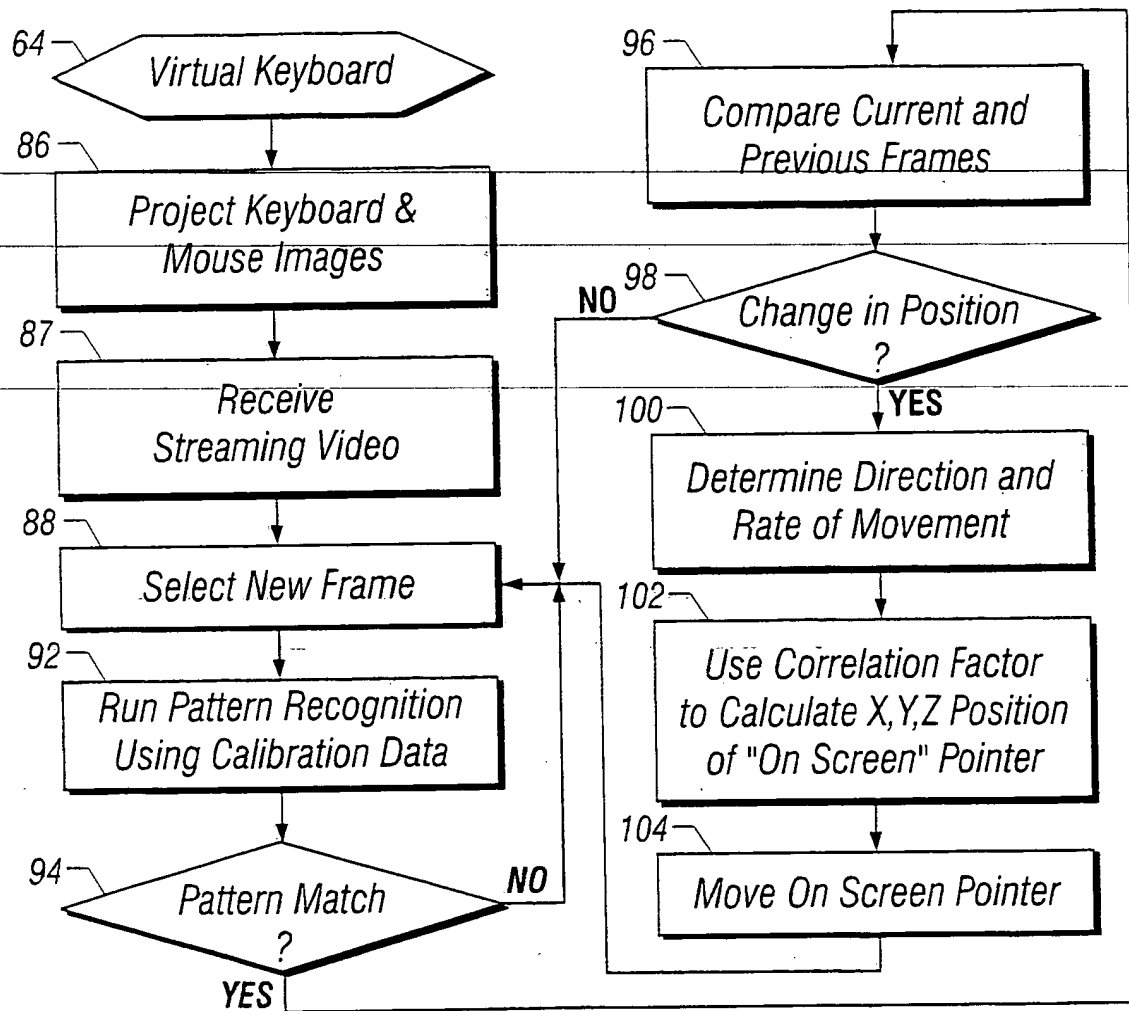 64
Virtual Keyboard
86
Project Keyboard &
Mouse Images
87
Receive
Streaming Video
88
Select New Frame
92
Run Pattern Recognition
Using Calibration Data
94
Pattern Match
?
NO
YES
96
Compare Current and
Previous Frames
98
NO
Change in Position
?
YES
100
Determine Direction and
Rate of Movement
102
Use Correlation Factor
to Calculate X,Y,Z Position
of "On Screen" Pointer
104
Move On Screen Pointer